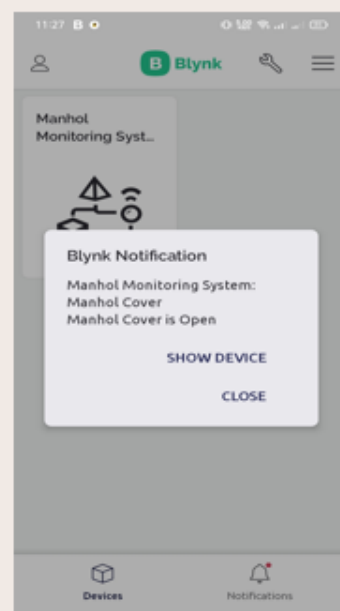 11:27 B
B Blynk
Manhol
Monitoring Syst...
Blynk Notification
Manhol Monitoring System:
Manhol Cover
Manhol Cover is Open
SHOW DEVICE
CLOSE
Devices
Notifications